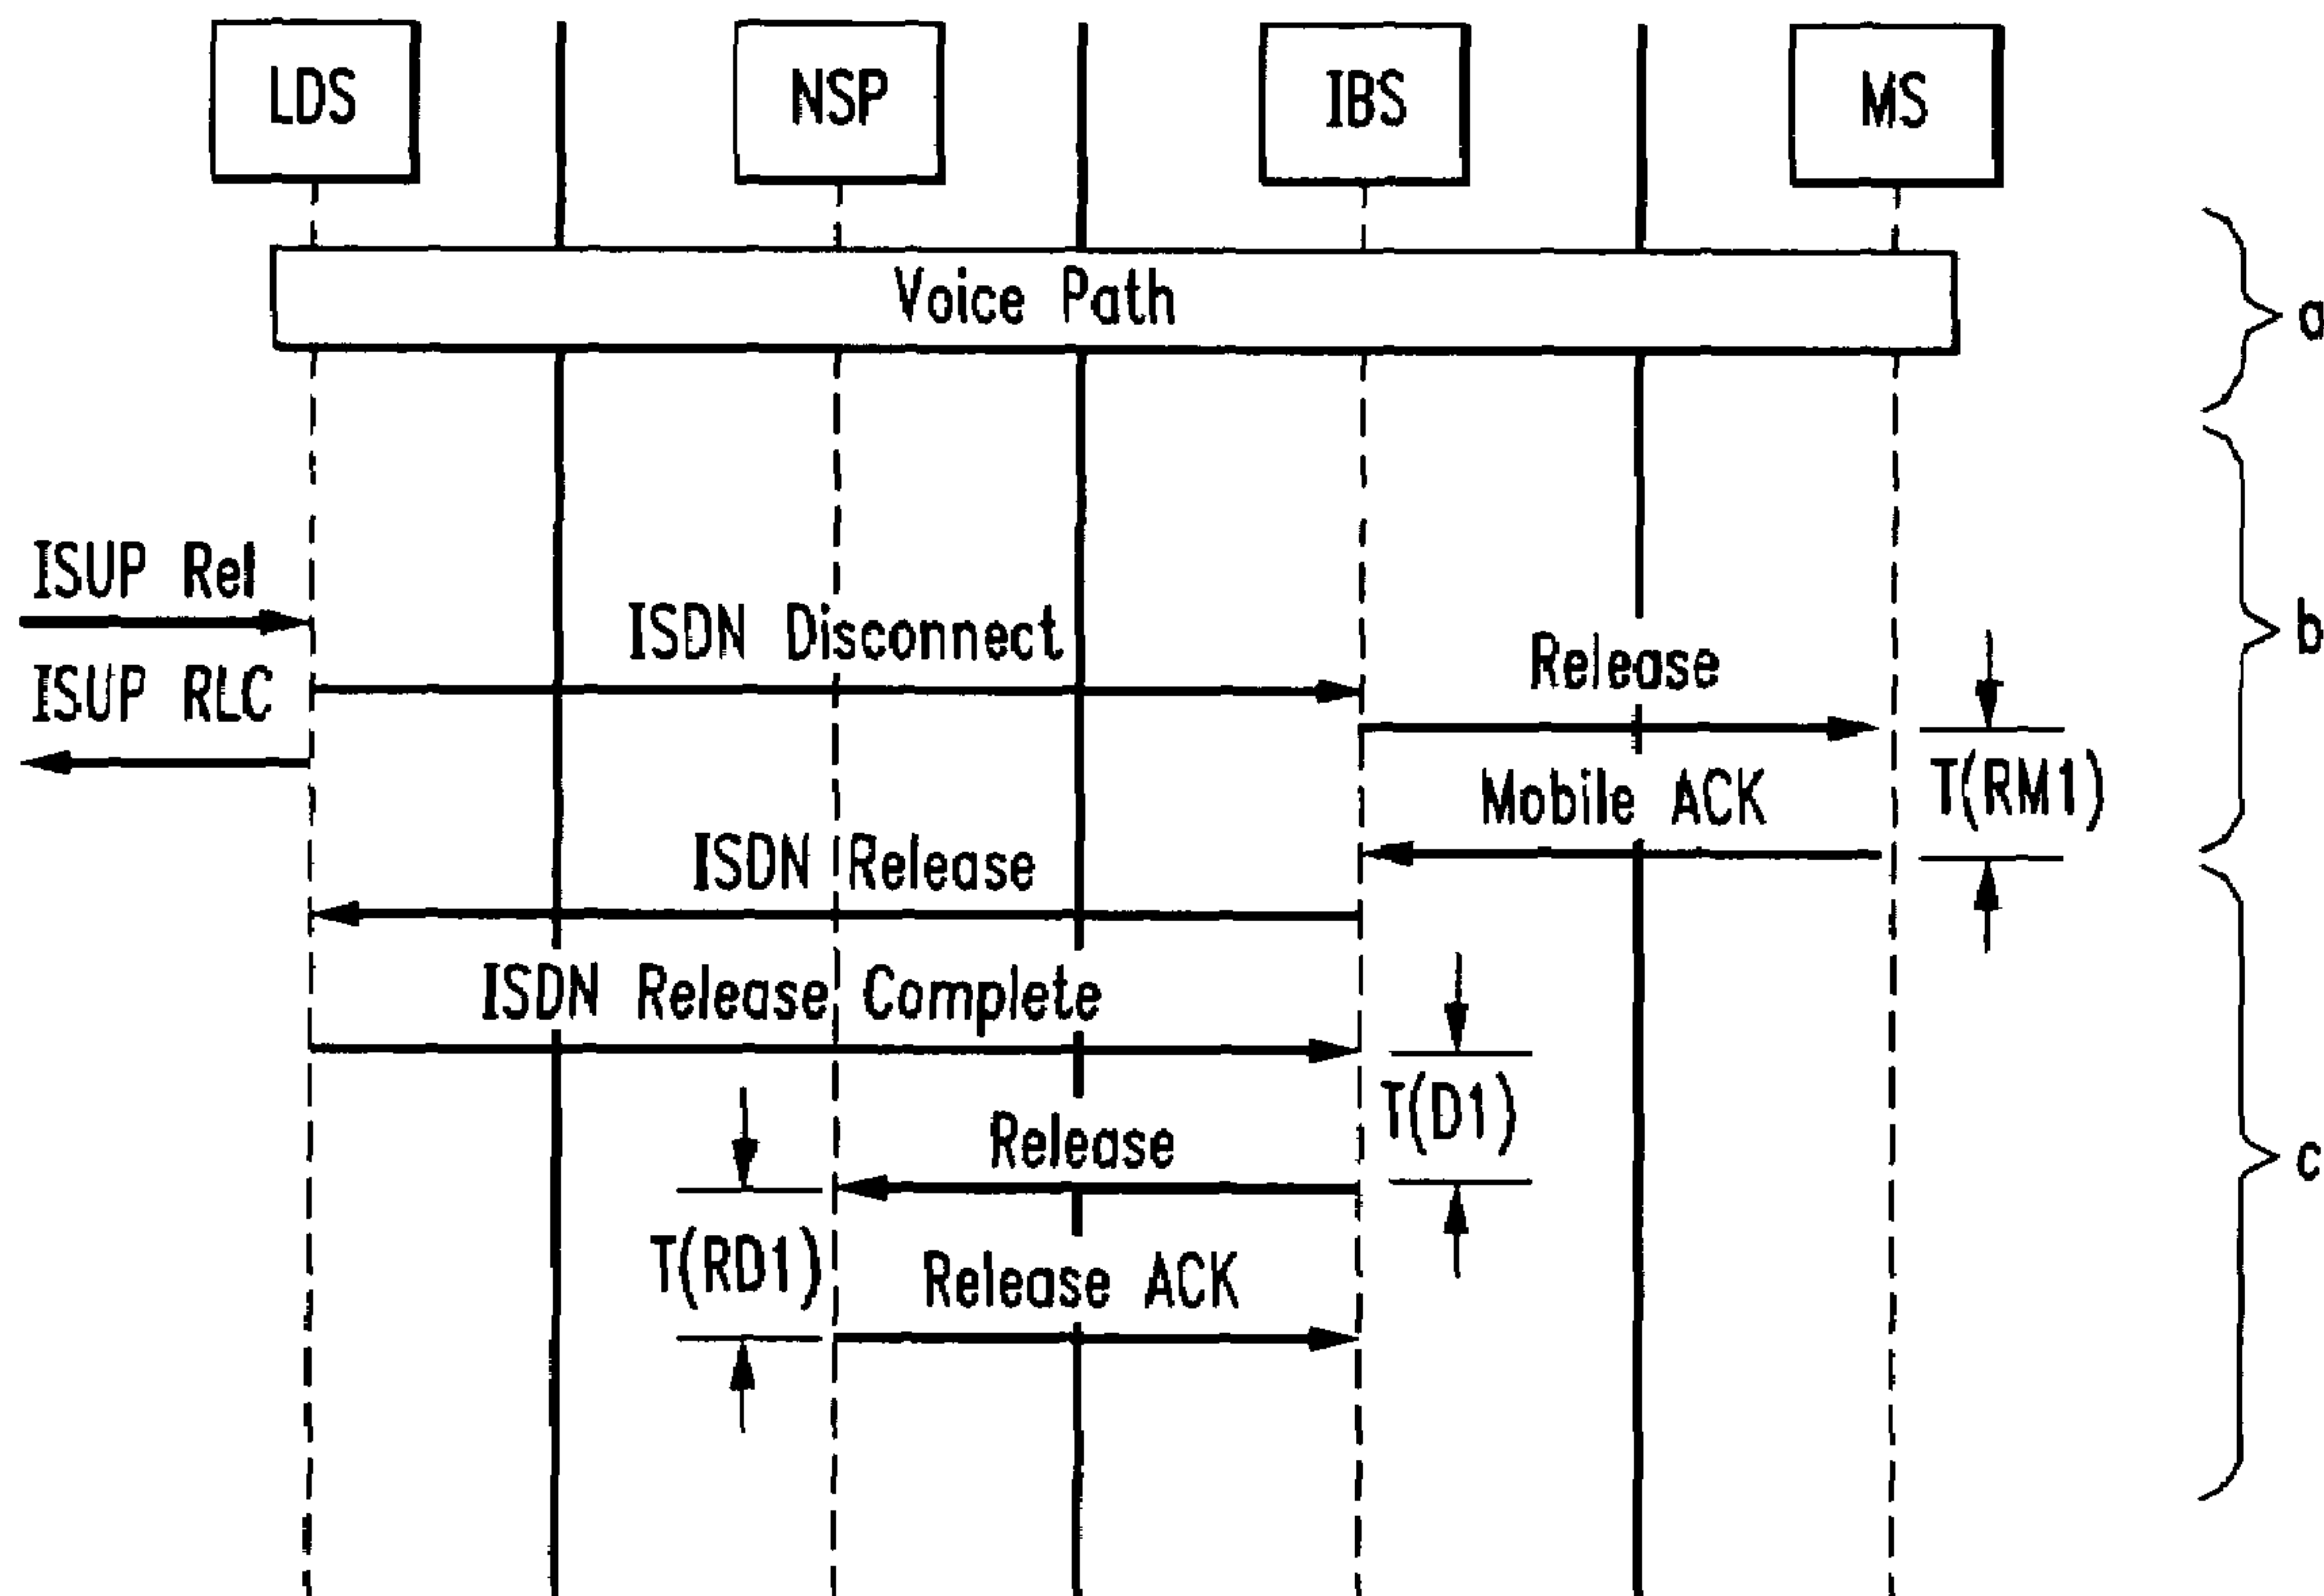 LDS
NSP
IBS
MS
Voice Path
a
ISUP Rel
ISDN Disconnect
b
Release
ISUP RLC
T(RM1)
Mobile ACK
ISDN Release
ISDN Release Complete
T(D1)
Release
c
T(RD1)
Release ACK